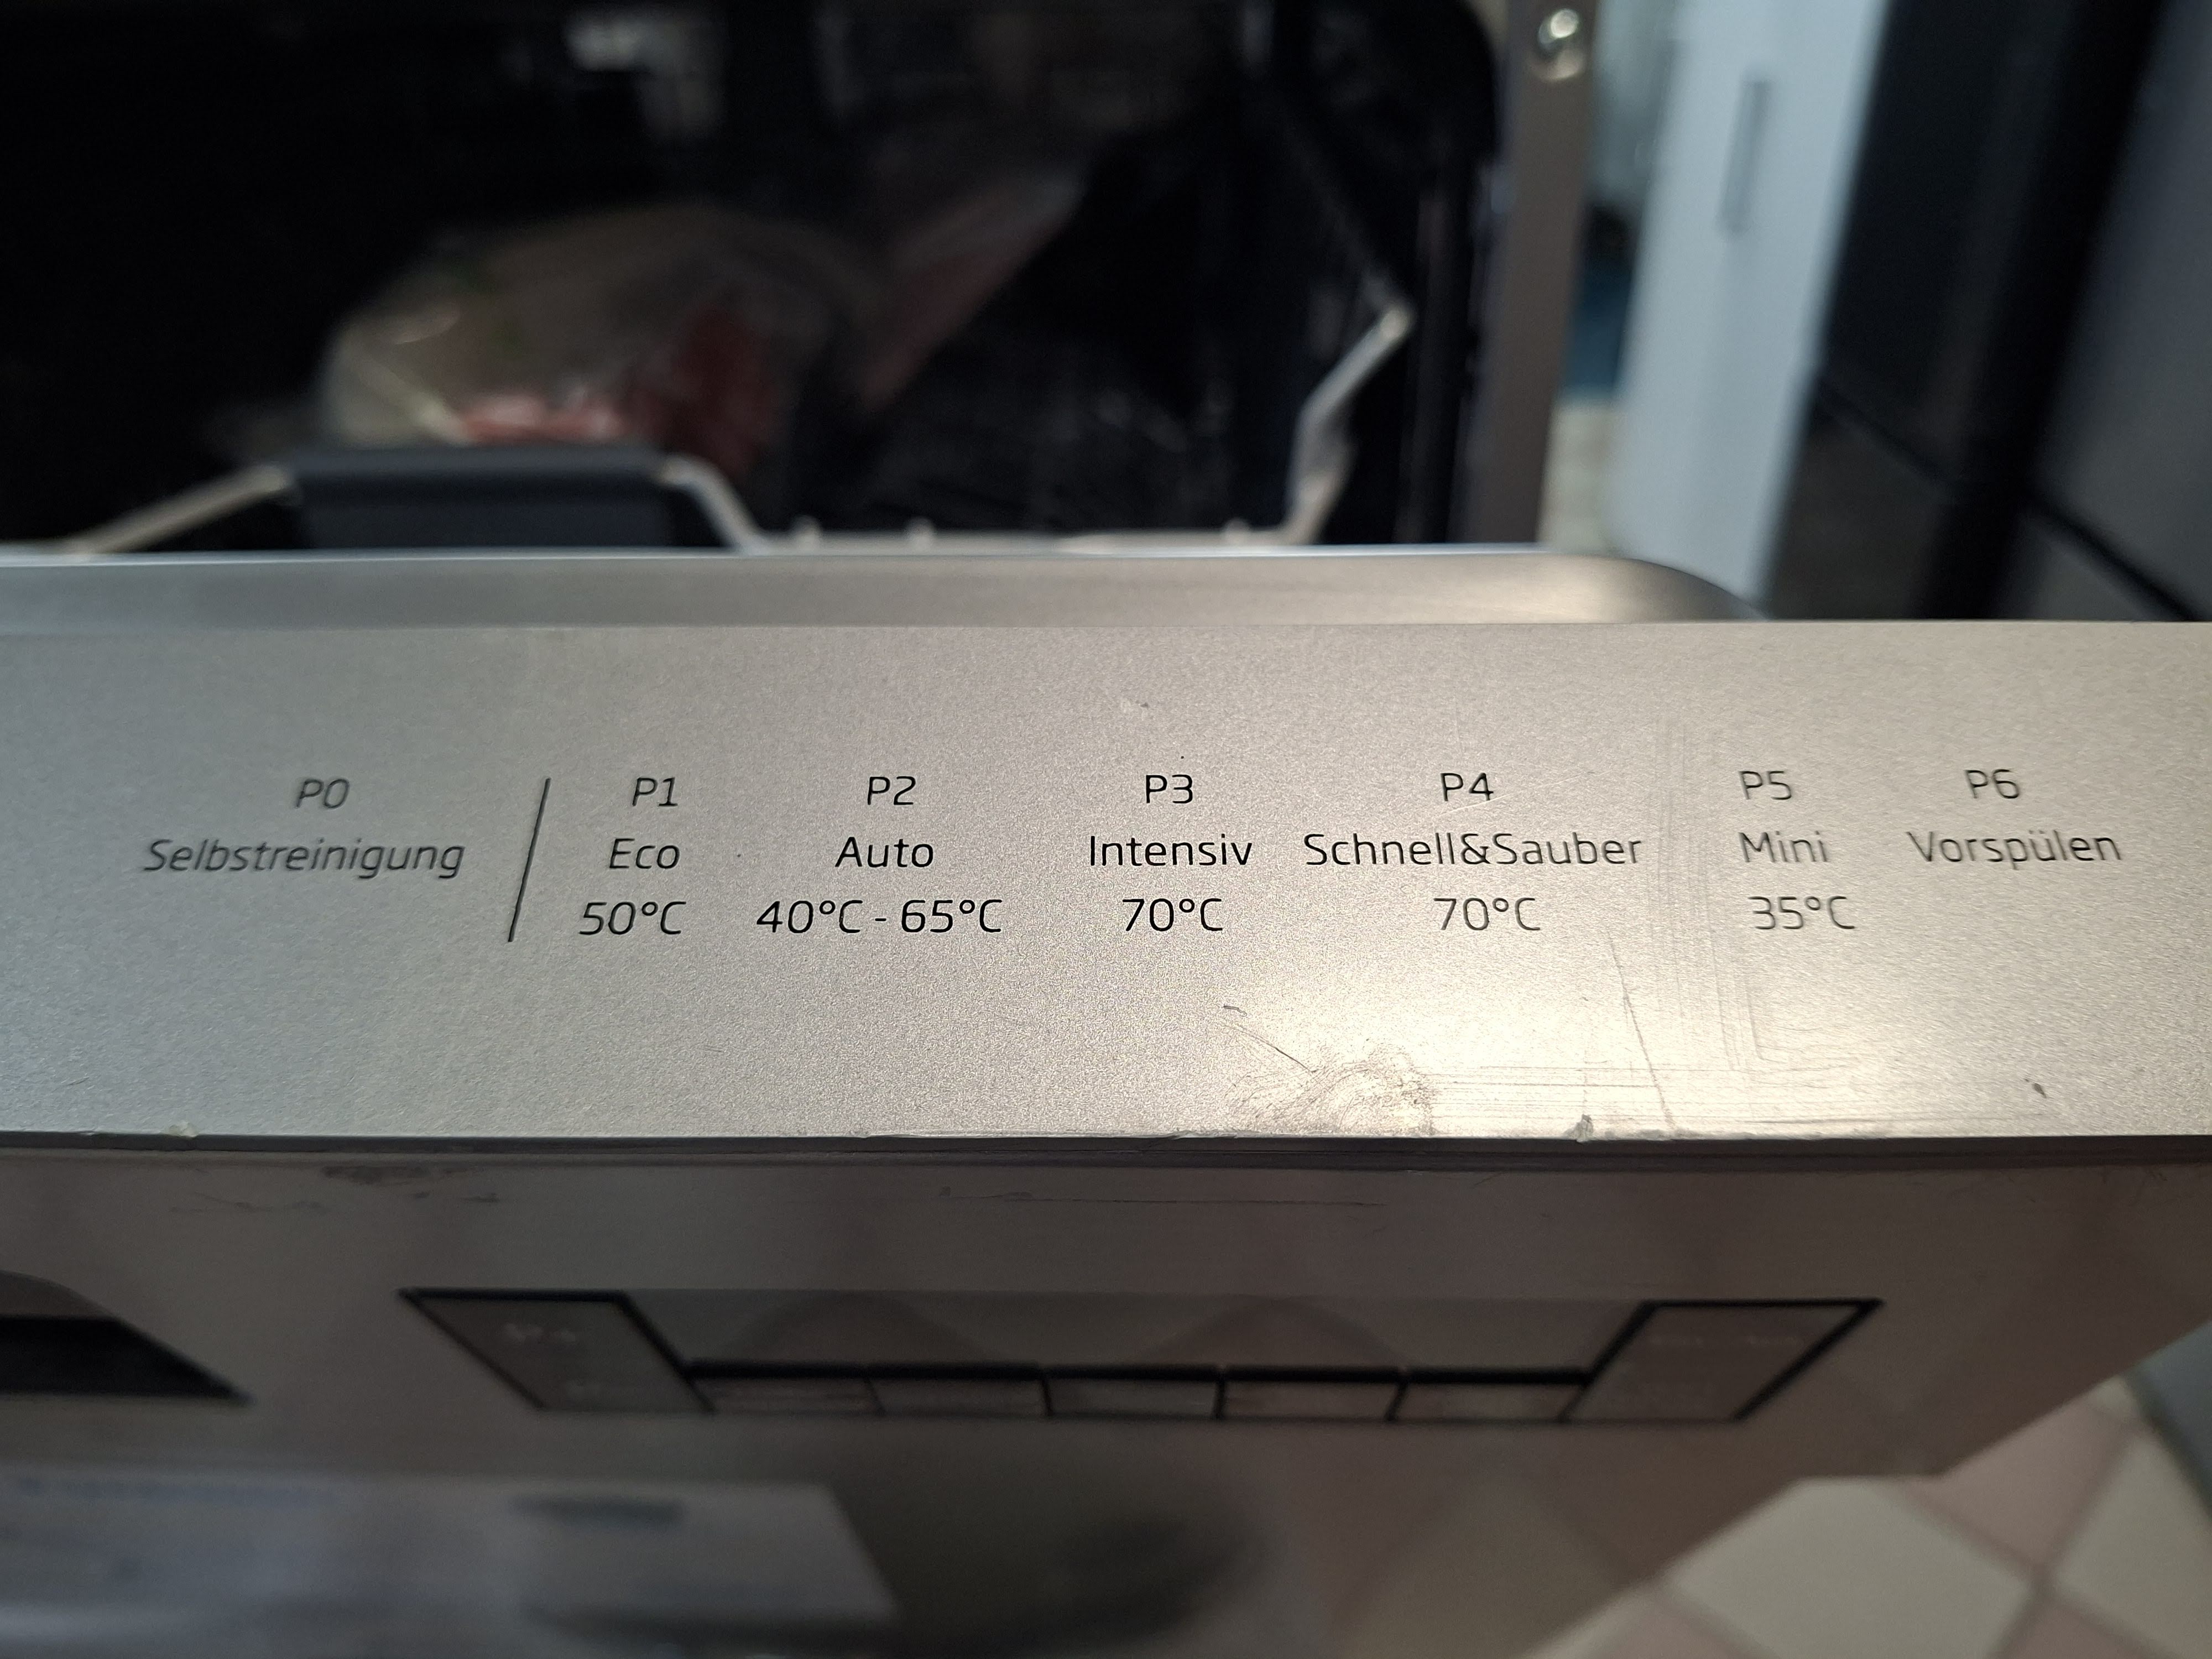 P0 P1 P2 P3 P4 P5 P6
Selbstreinigung Eco Auto Intensiv Schnell&Sauber Mini Vorspülen
50°C 40°C - 65°C 70°C 70°C 35°C